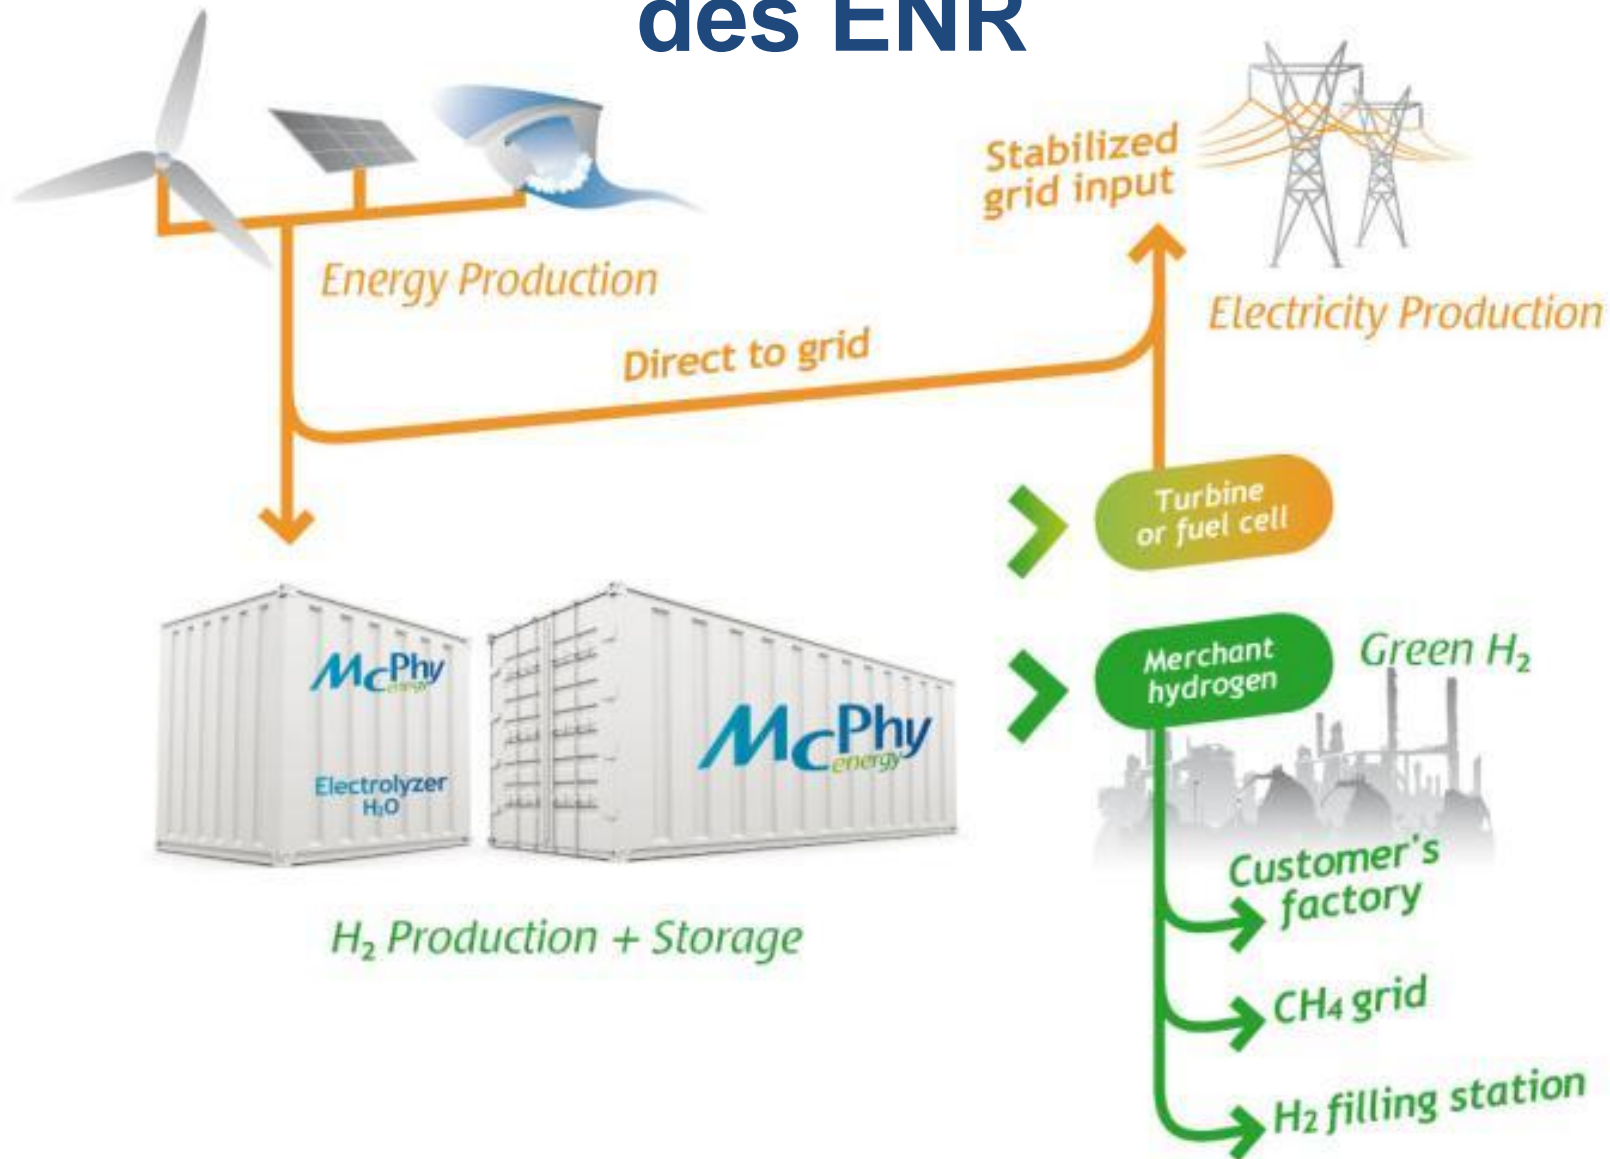 des ENR
Stabilized
grid input
Energy Production
Electricity Production
Direct to grid
Turbine
or fuel cell
McPhy
energy
Electrolyzer
H₂O
McPhy
energy
Merchant
hydrogen
Green H₂
Customer's
factory
H₂ Production + Storage
CH₄ grid
H₂ filling station